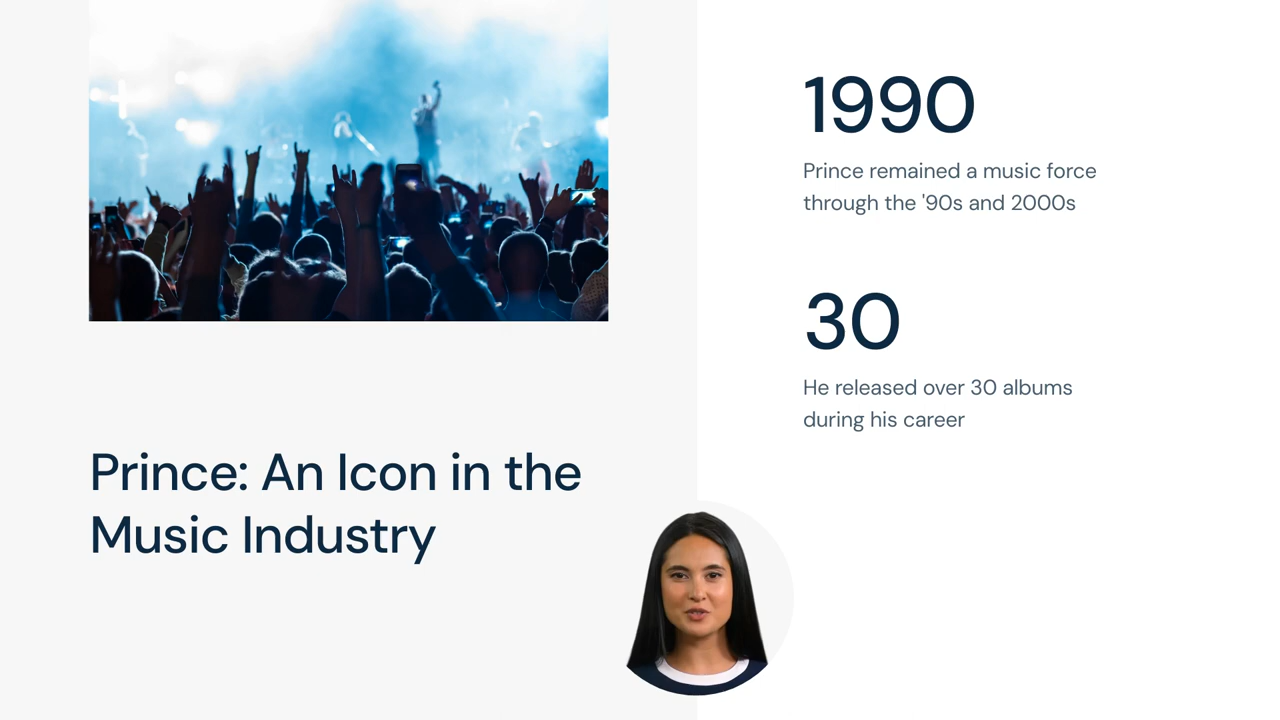 Prince: An Icon in the
Music Industry
1990
Prince remained a music force
through the '90s and 2000s
30
He released over 30 albums
during his career